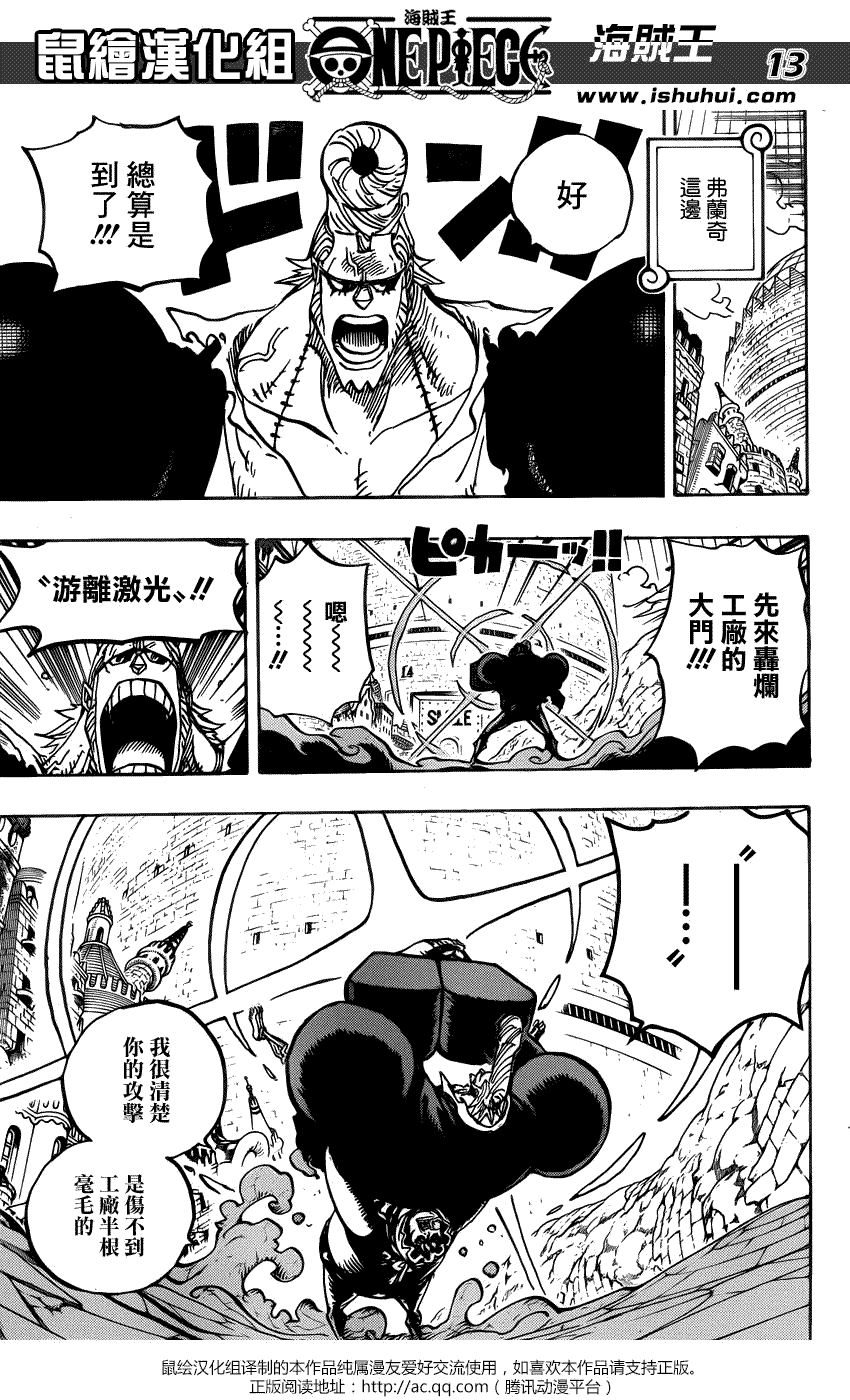 鼠繪漢化組
海賊王
ONE PIECE
海賊王
13
www.ishuhui.com
弗蘭奇
這邊
好
ドン!!
總算是
到了!!!
先來轟爛
工廠的
大門!!!
ピカーッ!!
嗯
〰〰…!!
14
SMILE
〝游離激光〟!!
〝━━
━…━
我很清楚
你的攻擊
是傷不到
工廠半根
毫毛的
鼠绘汉化组译制的本作品纯属漫友爱好交流使用，如喜欢本作品请支持正版。
正版阅读地址：http://ac.qq.com（腾讯动漫平台）